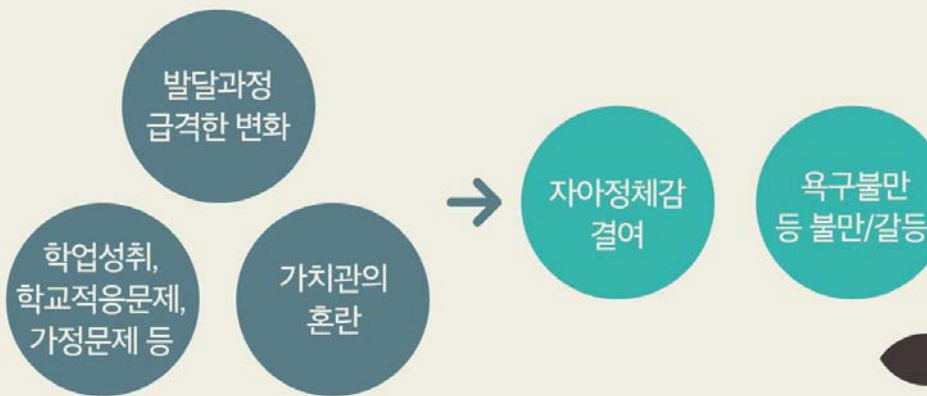 발달과정
급격한 변화
학업성취,
학교적응문제,
가정문제 등
가치관의
혼란
자아정체감
결여
욕구불만
등 불만/갈등